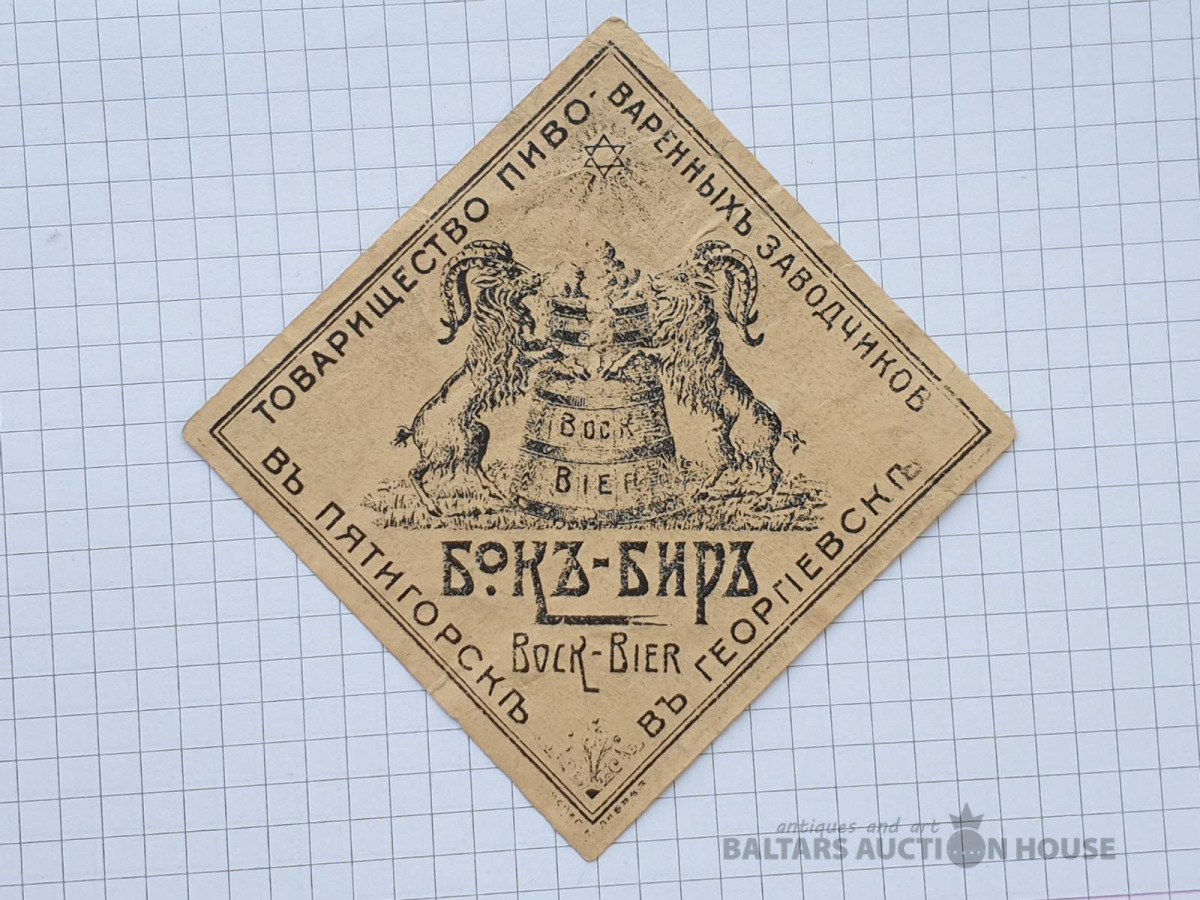 ТОВАРИЩЕСТВО ПИВО-
ВАРЕННЫХЪ ЗАВОДЧИКОВ
BOCK
BIER
БОКЪ-БИРЪ
BOCK-BIER
ВЪ ПЯТИГОРСКѢ
ВЪ ГЕОРГІЕВСКѢ
antiques and art
BALTARS AUCTION HOUSE